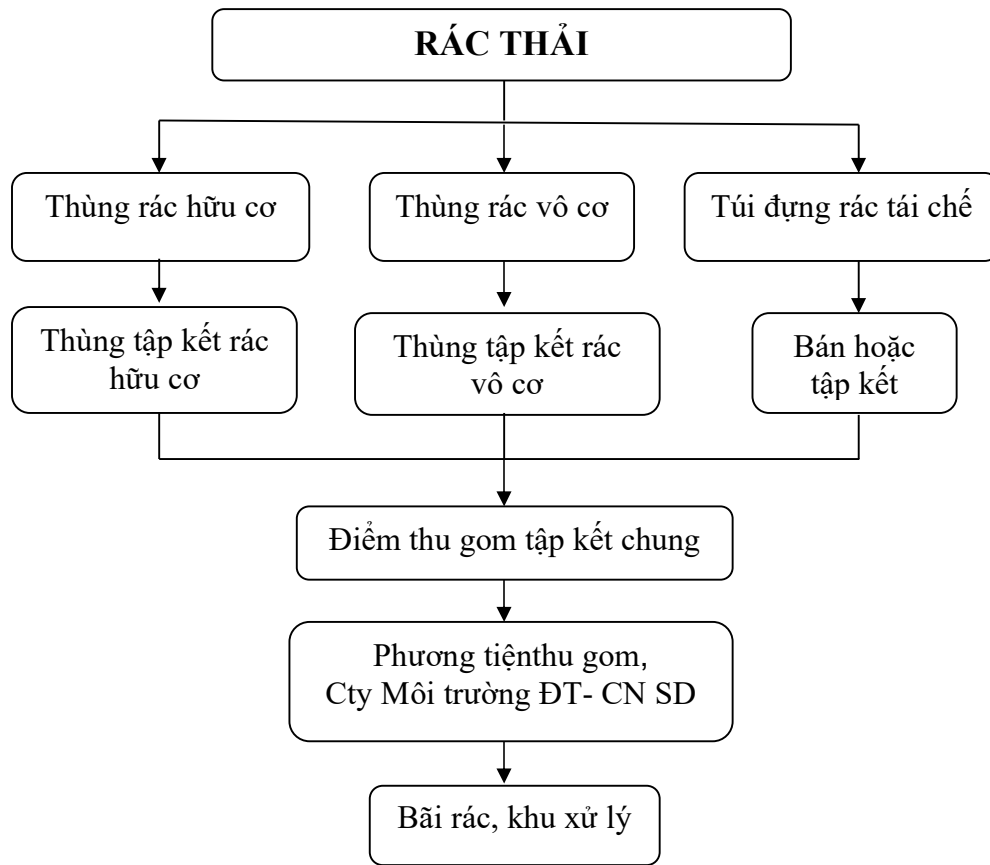 RÁC THẢI
Thùng rác hữu cơ
Thùng rác vô cơ
Túi đựng rác tái chế
Thùng tập kết rác
hữu cơ
Thùng tập kết rác
vô cơ
Bán hoặc
tập kết
Điểm thu gom tập kết chung
Phương tiệnthu gom,
Cty Môi trường ĐT- CN SD
Bãi rác, khu xử lý